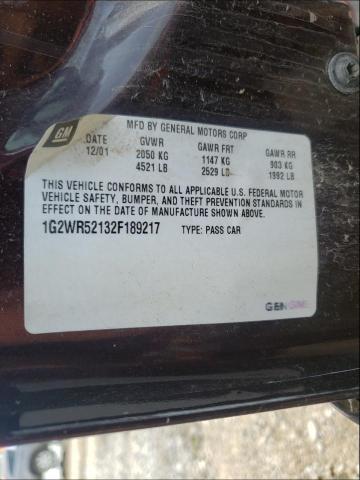 GM
MFD BY GENERAL MOTORS CORP
DATE GVWR GAWR FRT GAWR RR
12/01 2050 KG 1147 KG 903 KG
4521 LB 2529 LB 1992 LB
THIS VEHICLE CONFORMS TO ALL APPLICABLE U.S. FEDERAL MOTOR
VEHICLE SAFETY, BUMPER, AND THEFT PREVENTION STANDARDS IN
EFFECT ON THE DATE OF MANUFACTURE SHOWN ABOVE.
1G2WR52132F189217 TYPE: PASS CAR
GENUINE